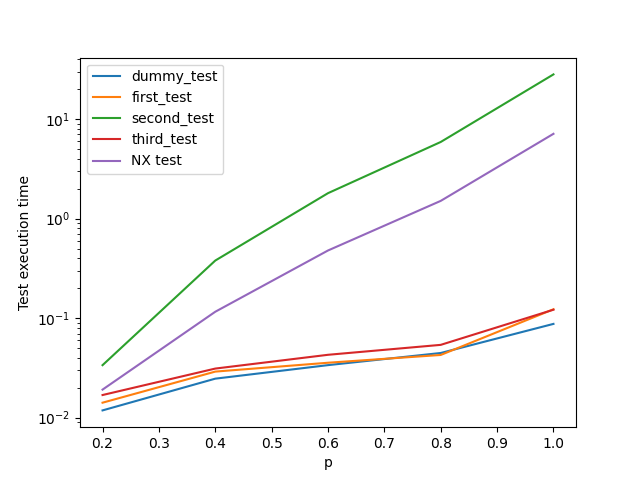 dummy_test
first_test
second_test
third_test
NX test
10¹
10⁰
10⁻¹
10⁻²
Test execution time
0.2 0.3 0.4 0.5 0.6 0.7 0.8 0.9 1.0
p